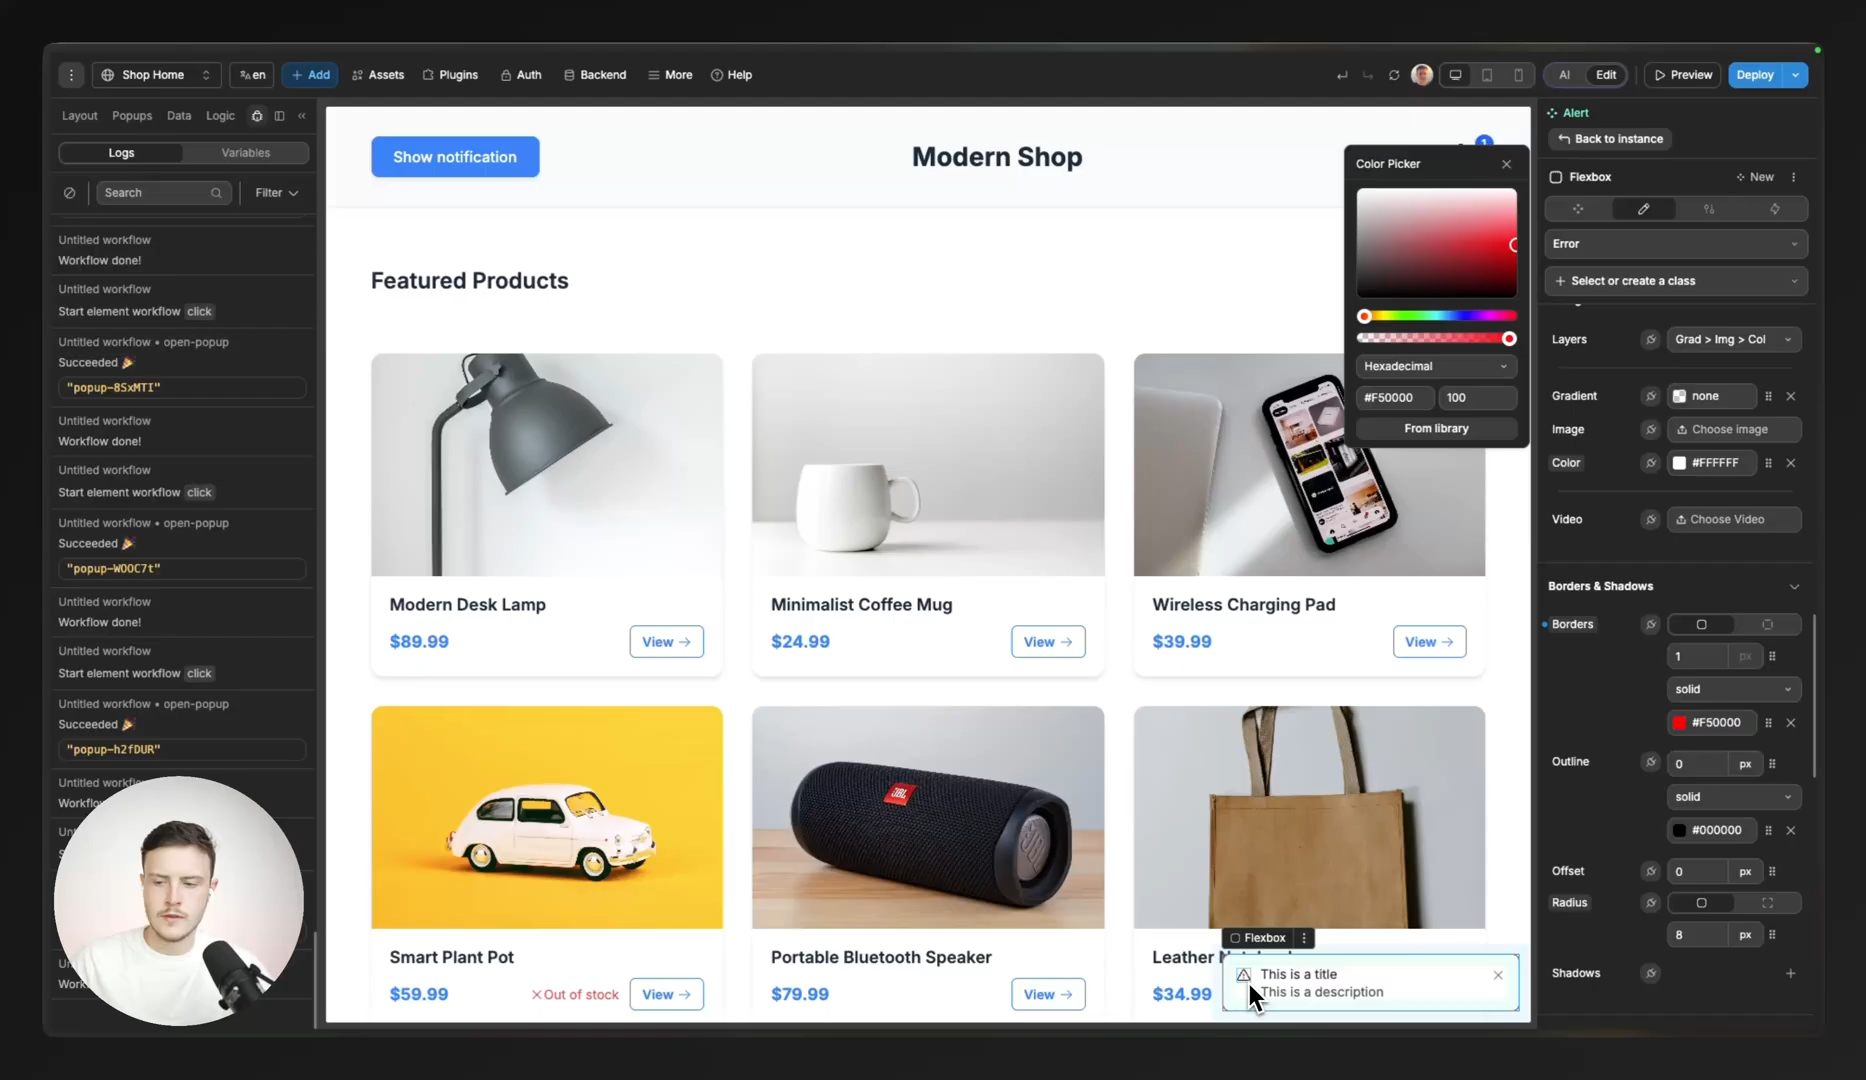 Shop Home
en
+ Add
Assets
Plugins
Auth
Backend
More
Help
AI
Edit
Preview
Deploy
Layout
Popups
Data
Logic
Logs
Variables
Search
Filter
Untitled workflow
Workflow done!
Untitled workflow
Start element workflow click
Untitled workflow • open-popup
Succeeded 🎉
"popup-8SxMTI"
Untitled workflow
Workflow done!
Untitled workflow
Start element workflow click
Untitled workflow • open-popup
Succeeded 🎉
"popup-WOOC7t"
Untitled workflow
Workflow done!
Untitled workflow
Start element workflow click
Untitled workflow • open-popup
Succeeded 🎉
"popup-h2fDUR"
Show notification
Modern Shop
1
Featured Products
Modern Desk Lamp
$89.99
View →
Minimalist Coffee Mug
$24.99
View →
Wireless Charging Pad
$39.99
View →
JBL
Smart Plant Pot
$59.99
Out of stock
View →
Portable Bluetooth Speaker
$79.99
View →
Leather
$34.99
Flexbox
This is a title
This is a description
Color Picker
Hexadecimal
#F50000
100
From library
Alert
Back to instance
Flexbox
New
Error
+ Select or create a class
Layers
Grad > Img > Col
Gradient
none
Image
Choose image
Color
#FFFFFF
Video
Choose Video
Borders & Shadows
Borders
1
px
solid
#F50000
Outline
0
px
solid
#000000
Offset
0
px
Radius
8
px
Shadows